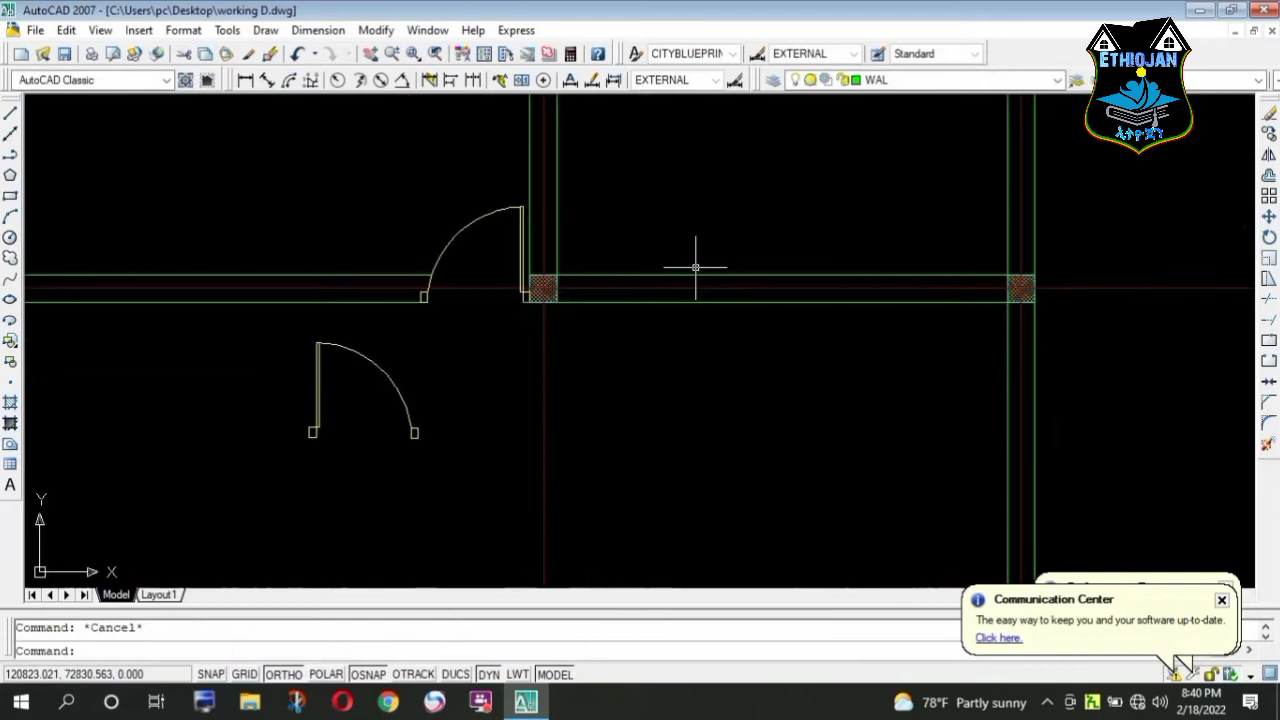 AutoCAD 2007 - [C:\Users\pc\Desktop\working D.dwg]
File Edit View Insert Format Tools Draw Dimension Modify Window Help Express
CITYBLUEPRIN EXTERNAL Standard
AutoCAD Classic EXTERNAL WAL
ETHIOJAN
ኢትዮጃን
Y
X
Model Layout1
Communication Center
The easy way to keep you and your software up-to-date.
Click here.
Command: *Cancel*
Command:
120823.021, 72830.563, 0.000 SNAP GRID ORTHO POLAR OSNAP OTRACK DUCS DYN LWT MODEL
78°F Partly sunny
8:40 PM
2/18/2022